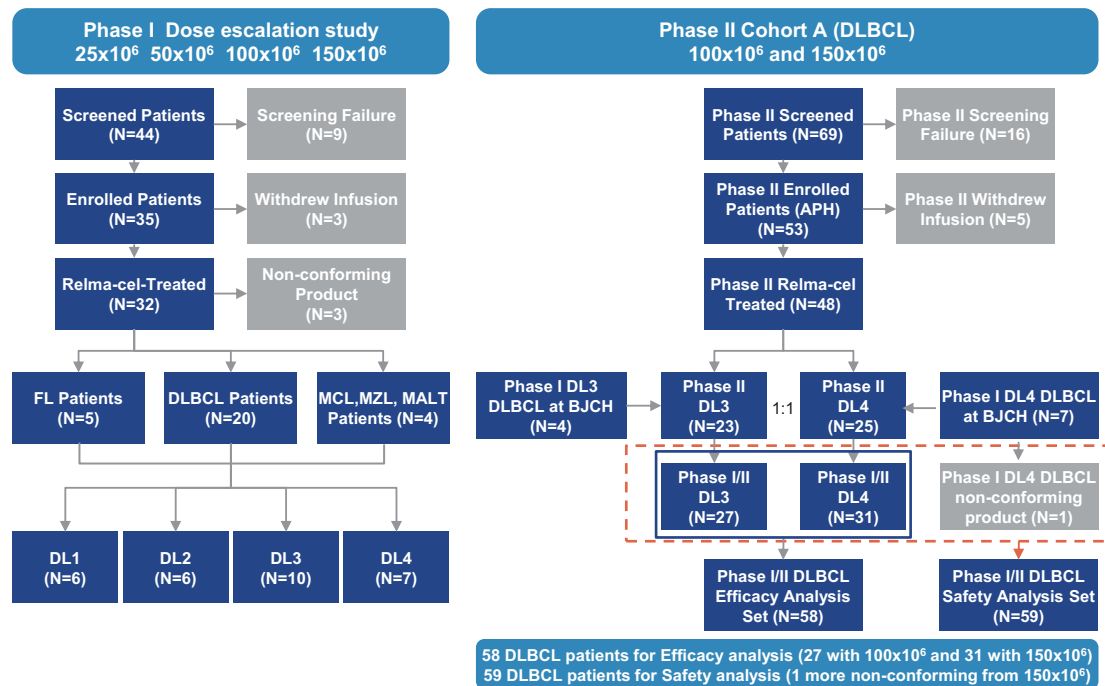 Phase I Dose escalation study
25x10⁶ 50x10⁶ 100x10⁶ 150x10⁶
Screened Patients
(N=44)
Screening Failure
(N=9)
Enrolled Patients
(N=35)
Withdrew Infusion
(N=3)
Relma-cel-Treated
(N=32)
Non-conforming
Product
(N=3)
FL Patients
(N=5)
DLBCL Patients
(N=20)
MCL,MZL, MALT
Patients (N=4)
DL1
(N=6)
DL2
(N=6)
DL3
(N=10)
DL4
(N=7)
Phase II Cohort A (DLBCL)
100x10⁶ and 150x10⁶
Phase II Screened
Patients (N=69)
Phase II Screening
Failure (N=16)
Phase II Enrolled
Patients (APH)
(N=53)
Phase II Withdrew
Infusion (N=5)
Phase II Relma-cel
Treated
(N=48)
Phase I DL3
DLBCL at BJCH
(N=4)
Phase II
DL3
(N=23)
1:1
Phase II
DL4
(N=25)
Phase I DL4 DLBCL
at BJCH (N=7)
Phase I/II
DL3
(N=27)
Phase I/II
DL4
(N=31)
Phase I DL4 DLBCL
non-conforming
product (N=1)
Phase I/II DLBCL
Efficacy Analysis
Set (N=58)
Phase I/II DLBCL
Safety Analysis Set
(N=59)
58 DLBCL patients for Efficacy analysis (27 with 100x10⁶ and 31 with 150x10⁶)
59 DLBCL patients for Safety analysis (1 more non-conforming from 150x10⁶)